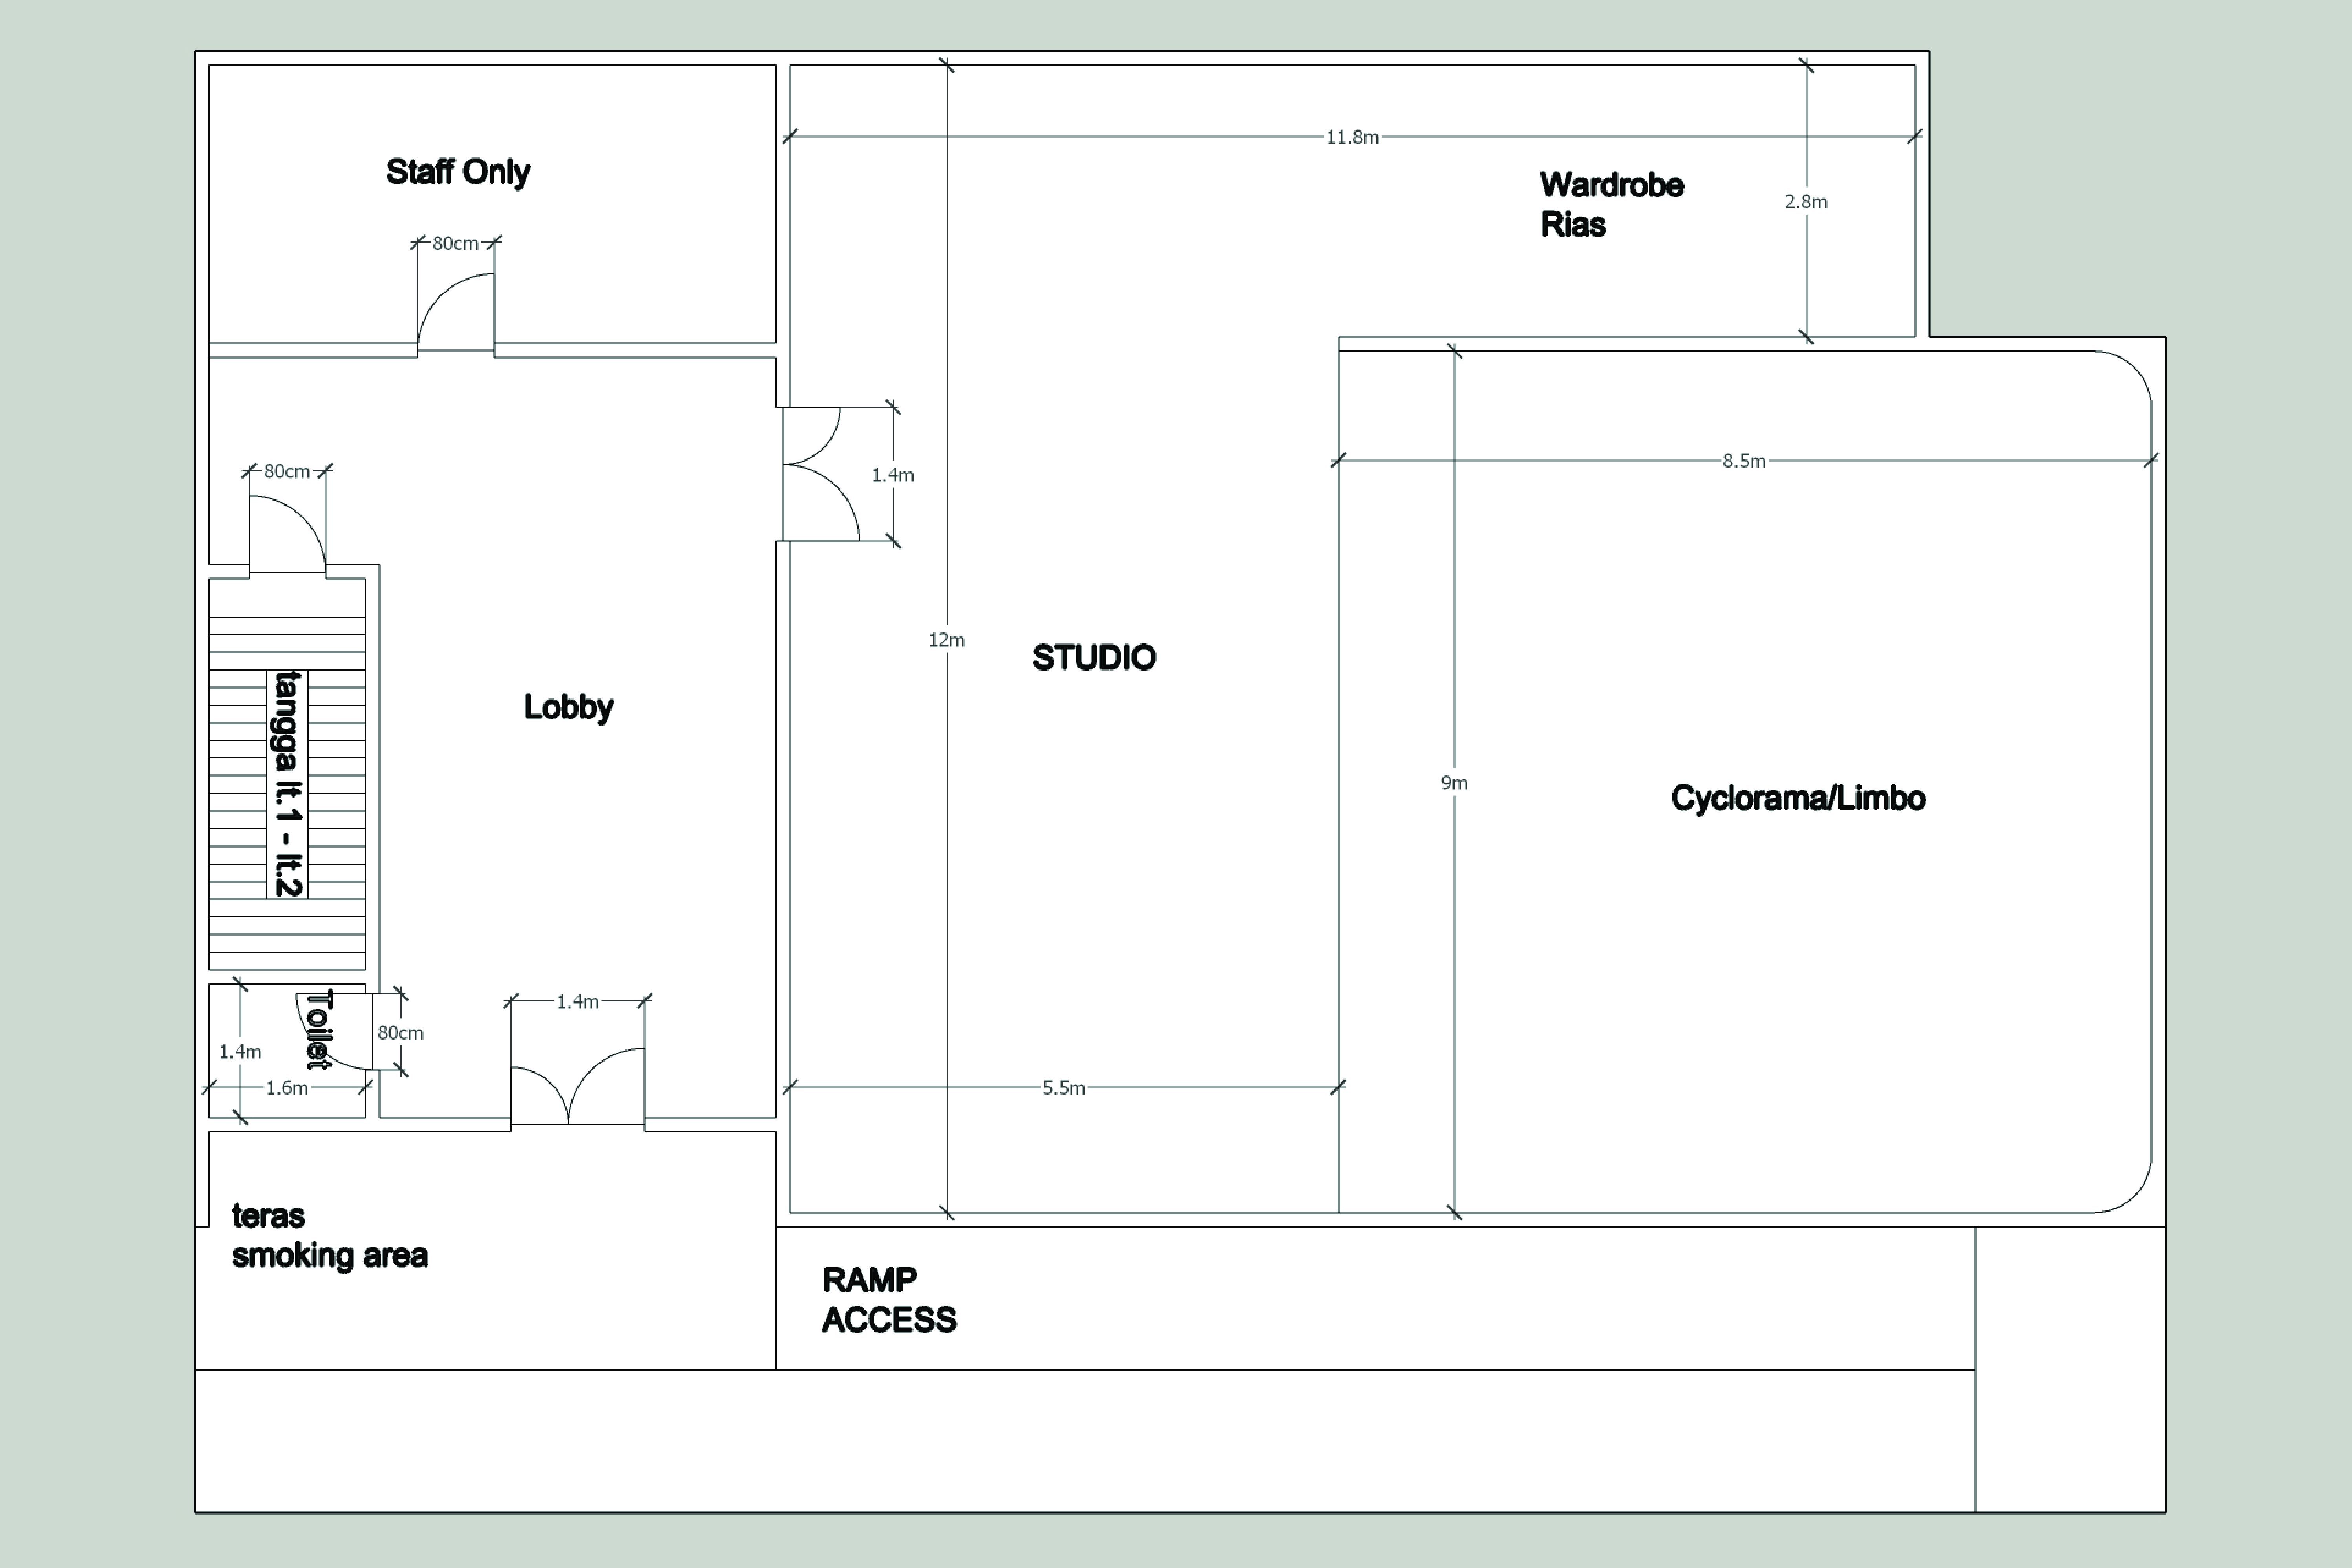 11.8m
Staff Only
Wardrobe
Rias
2.8m
80cm
80cm
1.4m
8.5m
12m
STUDIO
Lobby
tangga lt.1 - lt.2
9m
Cyclorama/Limbo
Toilet
1.4m
80cm
1.4m
1.6m
5.5m
teras
smoking area
RAMP
ACCESS